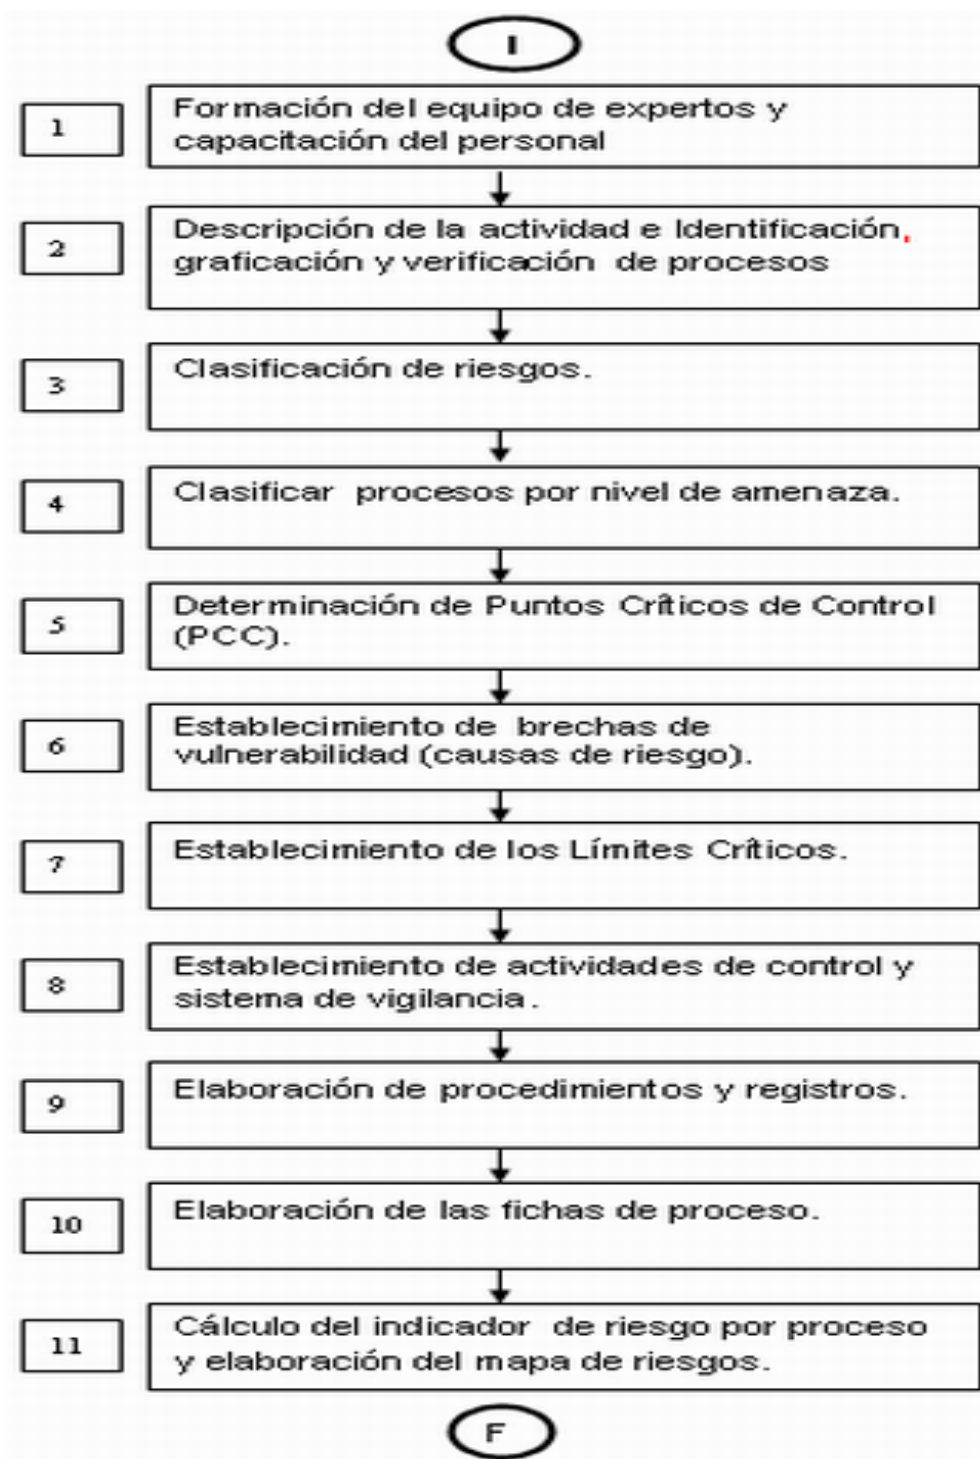 I
1
Formación del equipo de expertos y
capacitación del personal
2
Descripción de la actividad e Identificación,
graficación y verificación de procesos
3
Clasificación de riesgos.
4
Clasificar procesos por nivel de amenaza.
5
Determinación de Puntos Críticos de Control
(PCC).
6
Establecimiento de brechas de
vulnerabilidad (causas de riesgo).
7
Establecimiento de los Límites Críticos.
8
Establecimiento de actividades de control y
sistema de vigilancia.
9
Elaboración de procedimientos y registros.
10
Elaboración de las fichas de proceso.
11
Cálculo del indicador de riesgo por proceso
y elaboración del mapa de riesgos.
F